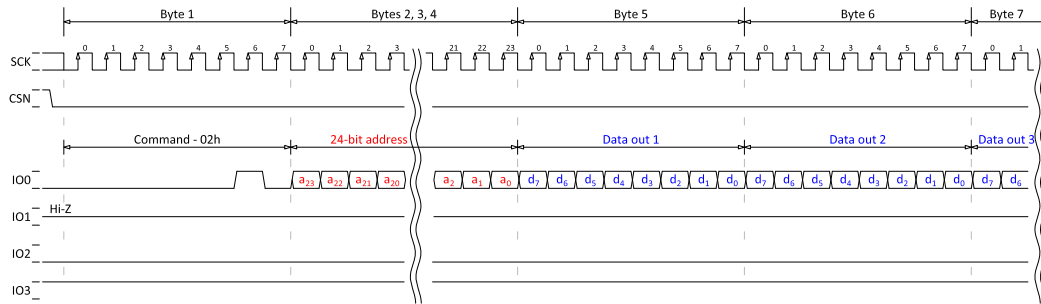 Byte 1 Bytes 2, 3, 4 Byte 5 Byte 6 Byte 7
0 1 2 3 4 5 6 7 0 1 2 3 21 22 23 0 1 2 3 4 5 6 7 0 1 2 3 4 5 6 7 0 1
SCK
CSN
Command - 02h 24-bit address Data out 1 Data out 2 Data out 3
IO0 a23 a22 a21 a20 a2 a1 a0 d7 d6 d5 d4 d3 d2 d1 d0 d7 d6 d5 d4 d3 d2 d1 d0 d7 d6
Hi-Z
IO1
IO2
IO3